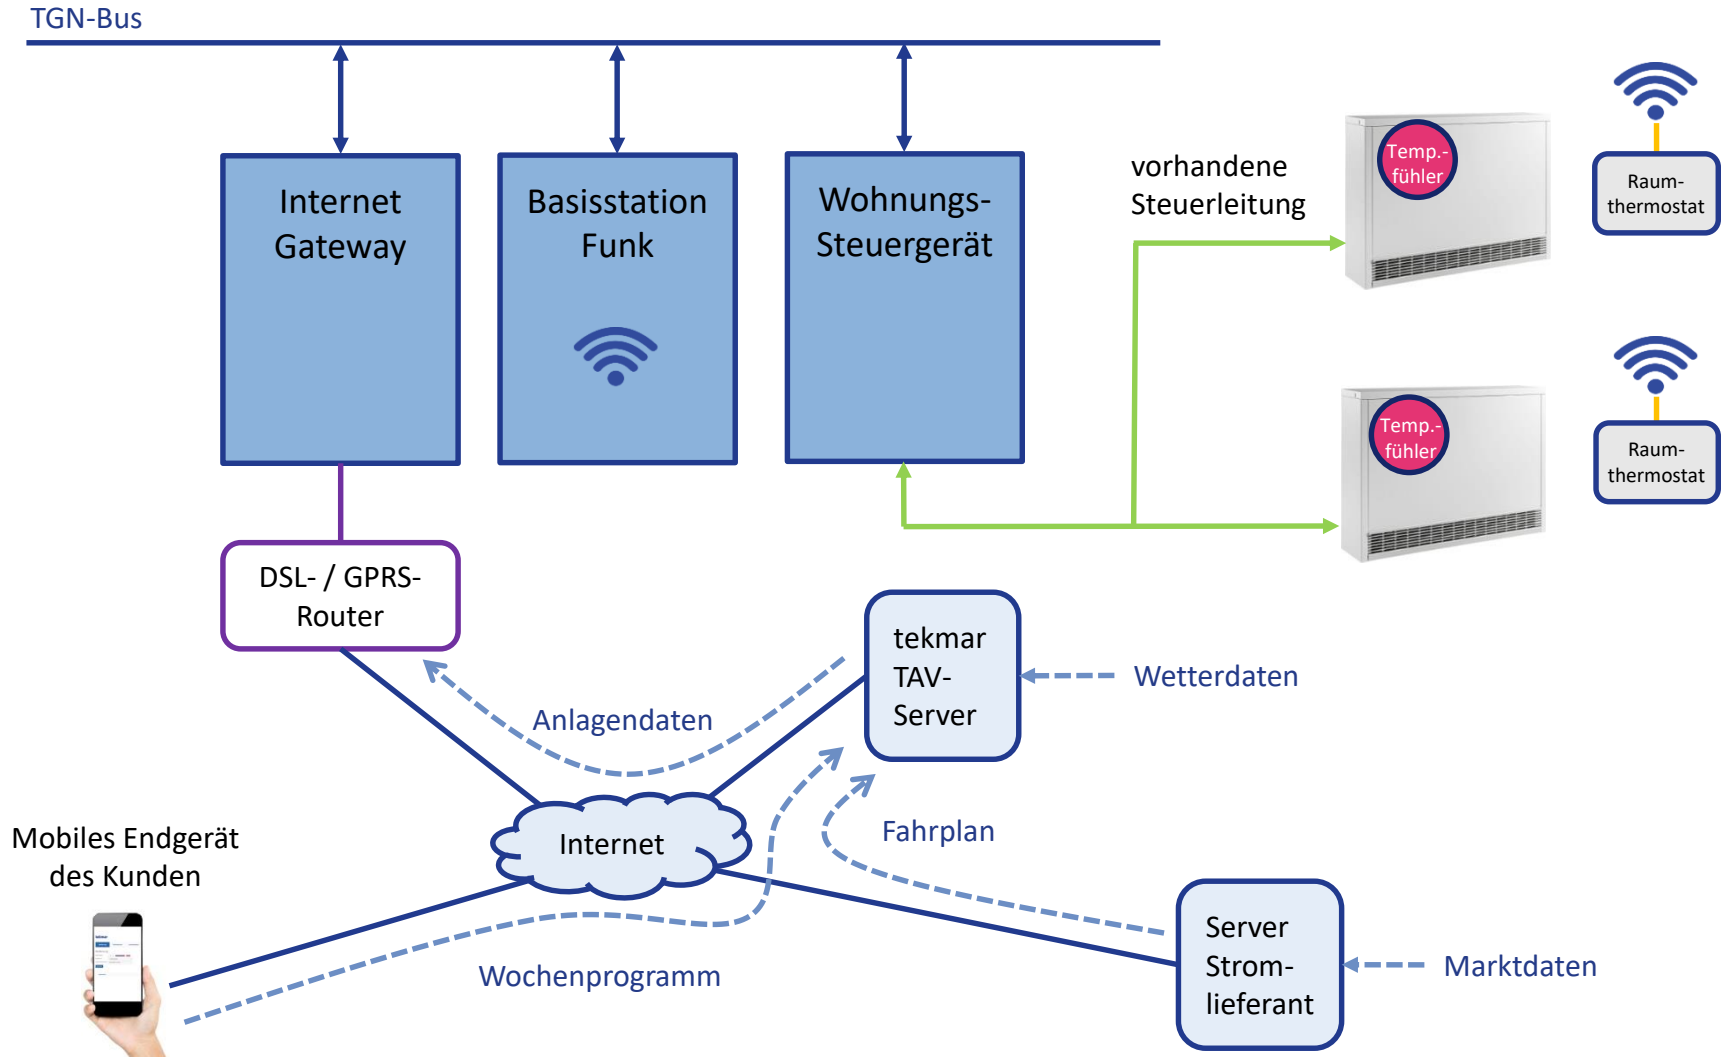 TGN-Bus
Internet
Gateway
Basisstation
Funk
Wohnungs-
Steuergerät
vorhandene
Steuerleitung
Temp.-
fühler
Raum-
thermostat
Temp.-
fühler
Raum-
thermostat
DSL- / GPRS-
Router
tekmar
TAV-
Server
Wetterdaten
Anlagendaten
Internet
Fahrplan
Mobiles Endgerät
des Kunden
Wochenprogramm
Server
Strom-
lieferant
Marktdaten